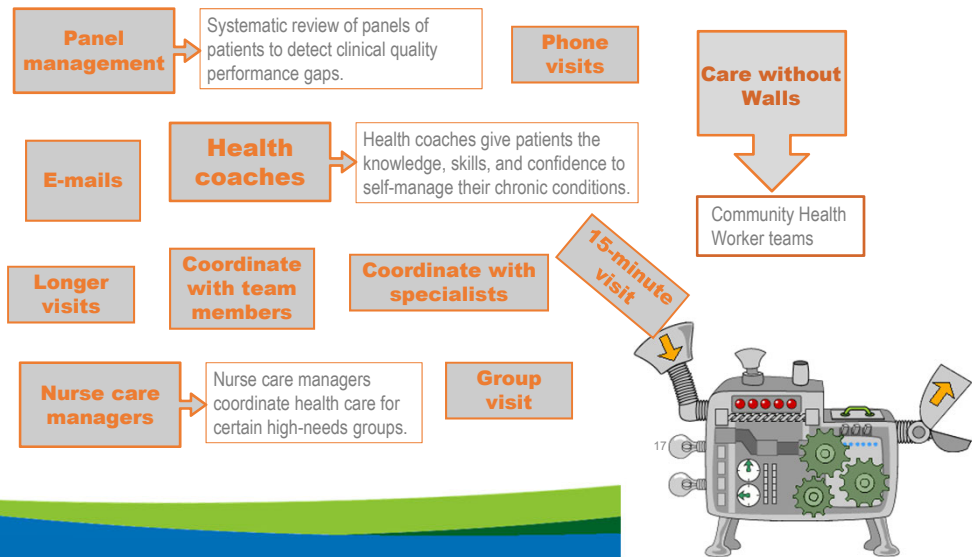 Panel
management
Systematic review of panels of
patients to detect clinical quality
performance gaps.
Phone
visits
Care without
Walls
E-mails
Health
coaches
Health coaches give patients the
knowledge, skills, and confidence to
self-manage their chronic conditions.
Community Health
Worker teams
Longer
visits
Coordinate
with team
members
Coordinate with
specialists
15-minute
visit
Nurse care
managers
Nurse care managers
coordinate health care for
certain high-needs groups.
Group
visit
17